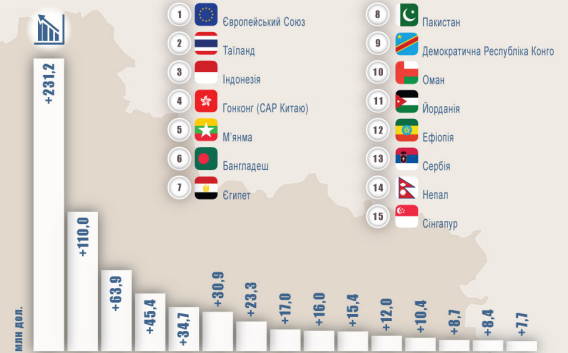 1 Європейський Союз
2 Таїланд
3 Індонезія
4 Гонконг (САР Китаю)
5 М'янма
6 Бангладеш
7 Єгипет
8 Пакистан
9 Демократична Республіка Конго
10 Оман
11 Йорданія
12 Ефіопія
13 Сербія
14 Непал
15 Сінгапур
млн дол.
+231,2
+110,0
+63,9
+45,4
+34,7
+30,9
+23,3
+17,0
+16,0
+15,4
+12,0
+10,4
+8,7
+8,4
+7,7